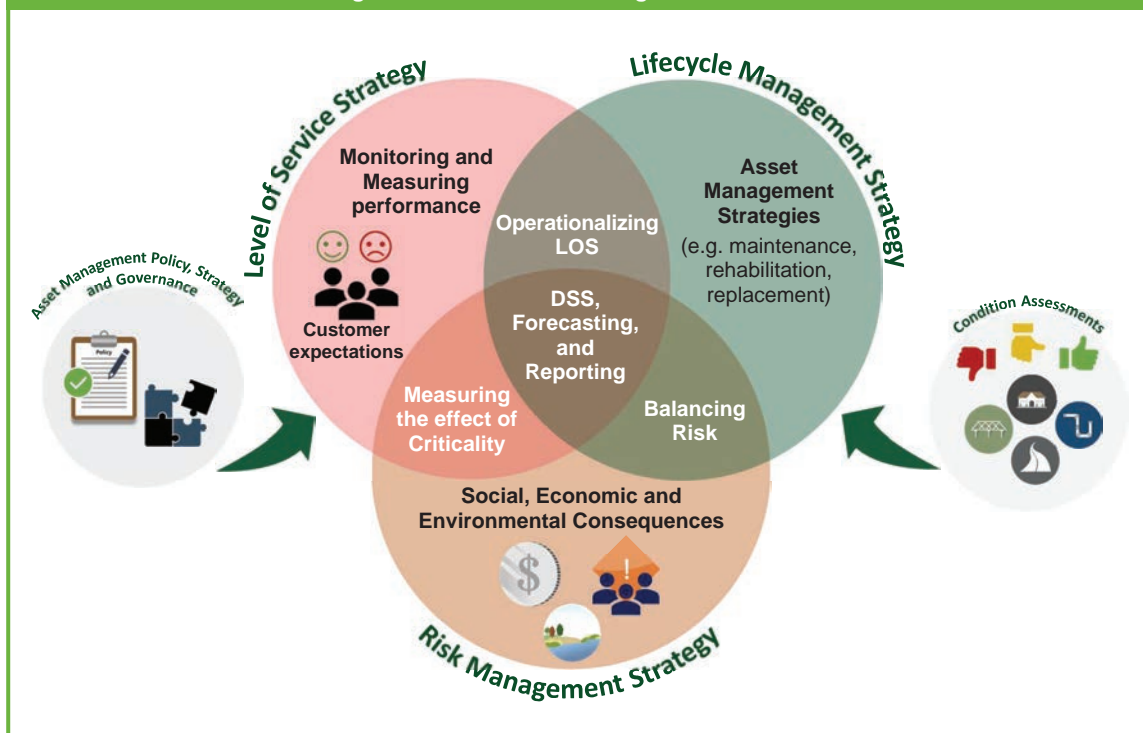 Level of Service Strategy
Lifecycle Management Strategy
Monitoring and
Measuring
performance
Customer
expectations
Operationalizing
LOS
Asset
Management
Strategies
(e.g. maintenance,
rehabilitation,
replacement)
Asset Management Policy, Strategy
and Governance
Policy
DSS,
Forecasting,
and
Reporting
Condition Assessments
Measuring
the effect of
Criticality
Balancing
Risk
Social, Economic and
Environmental Consequences
$
!
Risk Management Strategy